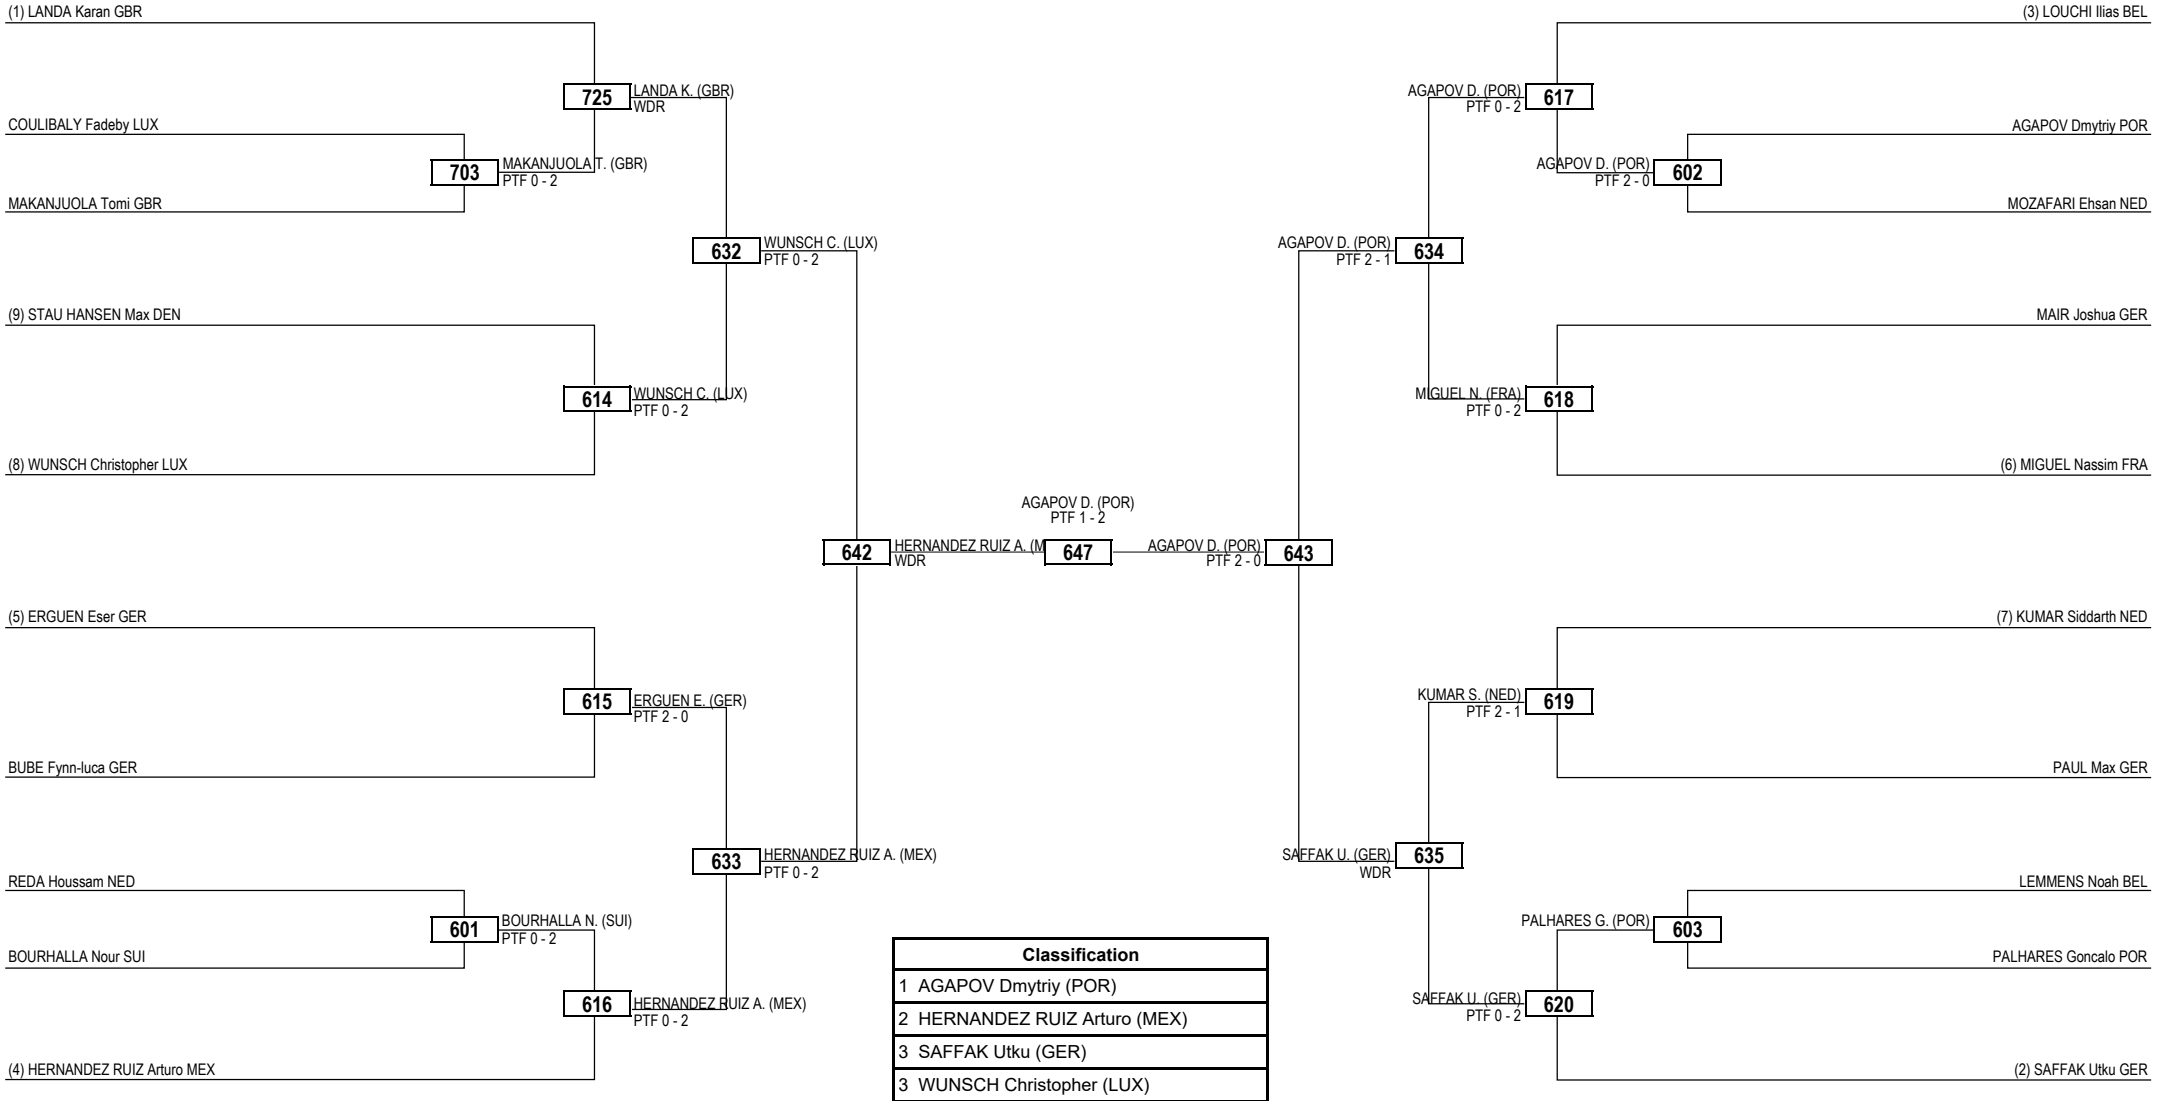 (1) LANDA Karan GBR
COULIBALY Fadeby LUX
MAKANJUOLA Tomi GBR
(9) STAU HANSEN Max DEN
(8) WUNSCH Christopher LUX
(5) ERGUEN Eser GER
BUBE Fynn-luca GER
REDA Houssam NED
BOURHALLA Nour SUI
(4) HERNANDEZ RUIZ Arturo MEX
703
MAKANJUOLA T. (GBR)
PTF 0 - 2
601
BOURHALLA N. (SUI)
PTF 0 - 2
725
LANDA K. (GBR)
WDR
614
WUNSCH C. (LUX)
PTF 0 - 2
615
ERGUEN E. (GER)
PTF 2 - 0
616
HERNANDEZ RUIZ A. (MEX)
PTF 0 - 2
632
WUNSCH C. (LUX)
PTF 0 - 2
633
HERNANDEZ RUIZ A. (MEX)
PTF 0 - 2
642
HERNANDEZ RUIZ A. (M
WDR
AGAPOV D. (POR)
PTF 1 - 2
647
AGAPOV D. (POR)
PTF 2 - 0
643
AGAPOV D. (POR)
PTF 2 - 1
634
SAFFAK U. (GER)
WDR
635
AGAPOV D. (POR)
PTF 0 - 2
617
MIGUEL N. (FRA)
PTF 0 - 2
618
KUMAR S. (NED)
PTF 2 - 1
619
SAFFAK U. (GER)
PTF 0 - 2
620
AGAPOV D. (POR)
PTF 2 - 0
602
PALHARES G. (POR)
603
(3) LOUCHI Ilias BEL
AGAPOV Dmytriy POR
MOZAFARI Ehsan NED
MAIR Joshua GER
(6) MIGUEL Nassim FRA
(7) KUMAR Siddarth NED
PAUL Max GER
LEMMENS Noah BEL
PALHARES Goncalo POR
(2) SAFFAK Utku GER
Classification
1 AGAPOV Dmytriy (POR)
2 HERNANDEZ RUIZ Arturo (MEX)
3 SAFFAK Utku (GER)
3 WUNSCH Christopher (LUX)